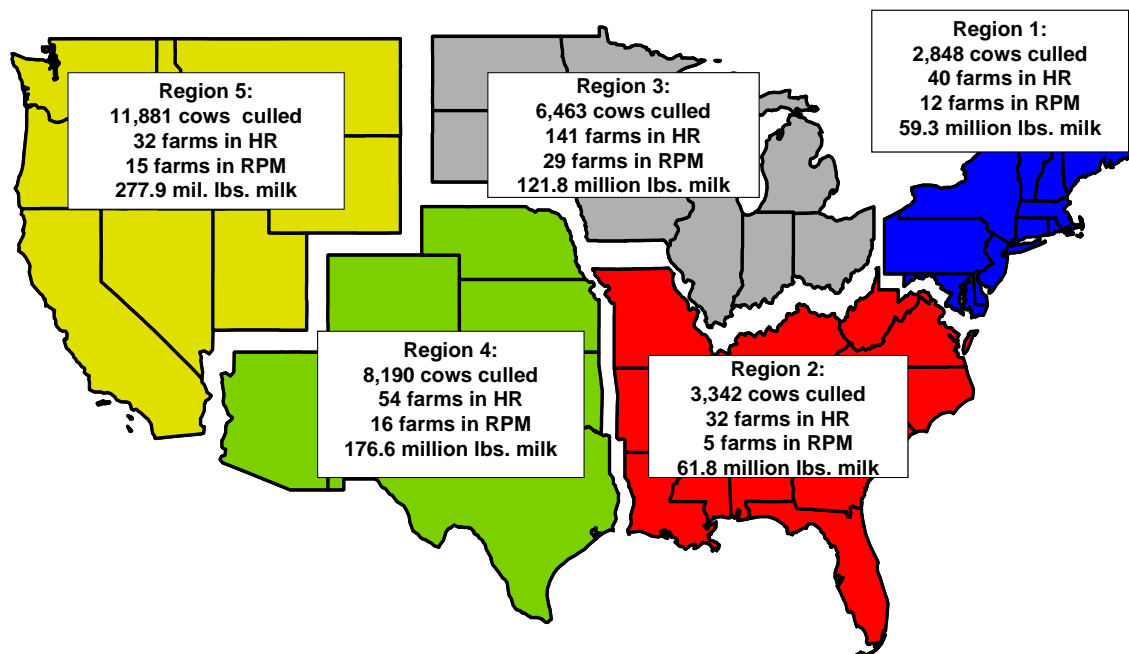 Region 1:
2,848 cows culled
40 farms in HR
12 farms in RPM
59.3 million lbs. milk
Region 5:
11,881 cows culled
32 farms in HR
15 farms in RPM
277.9 mil. lbs. milk
Region 3:
6,463 cows culled
141 farms in HR
29 farms in RPM
121.8 million lbs. milk
Region 4:
8,190 cows culled
54 farms in HR
16 farms in RPM
176.6 million lbs. milk
Region 2:
3,342 cows culled
32 farms in HR
5 farms in RPM
61.8 million lbs. milk